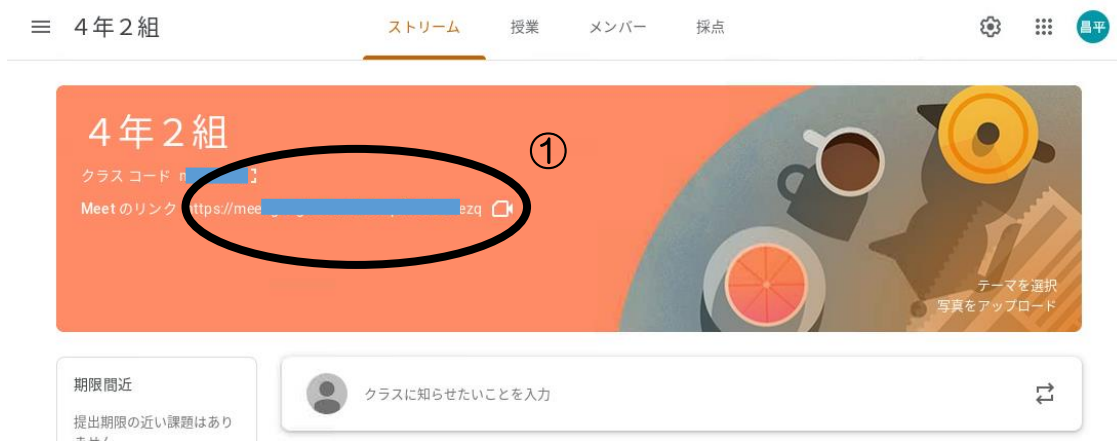 4年2組
ストリーム 授業 メンバー 採点
昌平
4年2組
①
クラス コード
Meet のリンク https://mee ezq
テーマを選択
写真をアップロード
期限間近
クラスに知らせたいことを入力
提出期限の近い課題はあり
ません